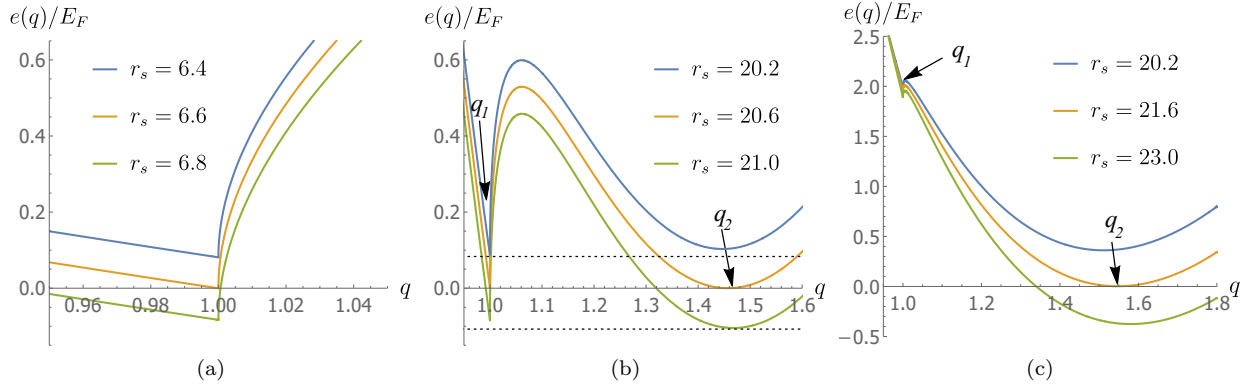 e(q)/E_F
0.6
0.4
0.2
0.0
0.96
0.98
1.00
1.02
1.04
q
r_s = 6.4
r_s = 6.6
r_s = 6.8
(a)
e(q)/E_F
0.6
0.4
0.2
0.0
1.0
1.1
1.2
1.3
1.4
1.5
1.6
q
q_1
q_2
r_s = 20.2
r_s = 20.6
r_s = 21.0
(b)
e(q)/E_F
2.5
2.0
1.5
1.0
0.5
0.0
−0.5
1.0
1.2
1.4
1.6
1.8
q
q_1
q_2
r_s = 20.2
r_s = 21.6
r_s = 23.0
(c)